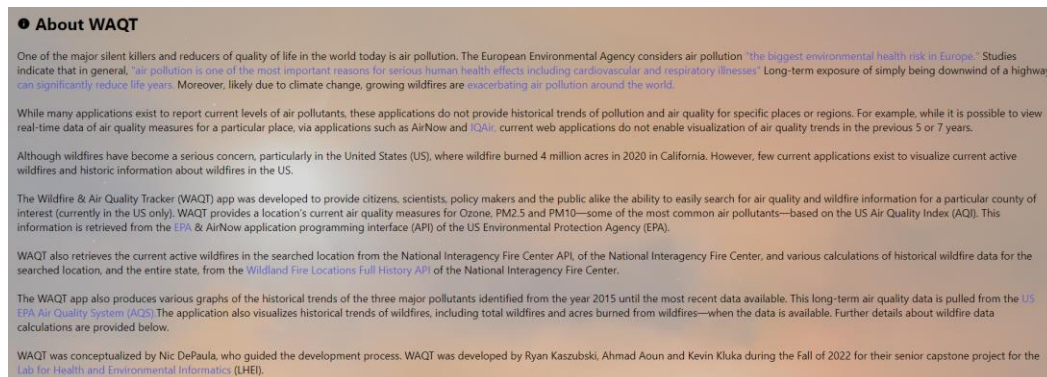 About WAQT
One of the major silent killers and reducers of quality of life in the world today is air pollution. The European Environmental Agency considers air pollution "the biggest environmental health risk in Europe." Studies
indicate that in general, "air pollution is one of the most important reasons for serious human health effects including cardiovascular and respiratory illnesses" Long-term exposure of simply being downwind of a highway
can significantly reduce life years. Moreover, likely due to climate change, growing wildfires are exacerbating air pollution around the world.
While many applications exist to report current levels of air pollutants, these applications do not provide historical trends of pollution and air quality for specific places or regions. For example, while it is possible to view
real-time data of air quality measures for a particular place, via applications such as AirNow and IQAir, current web applications do not enable visualization of air quality trends in the previous 5 or 7 years.
Although wildfires have become a serious concern, particularly in the United States (US), where wildfire burned 4 million acres in 2020 in California. However, few current applications exist to visualize current active
wildfires and historic information about wildfires in the US.
The Wildfire & Air Quality Tracker (WAQT) app was developed to provide citizens, scientists, policy makers and the public alike the ability to easily search for air quality and wildfire information for a particular county of
interest (currently in the US only). WAQT provides a location's current air quality measures for Ozone, PM2.5 and PM10—some of the most common air pollutants—based on the US Air Quality Index (AQI). This
information is retrieved from the EPA & AirNow application programming interface (API) of the US Environmental Protection Agency (EPA).
WAQT also retrieves the current active wildfires in the searched location from the National Interagency Fire Center API, of the National Interagency Fire Center, and various calculations of historical wildfire data for the
searched location, and the entire state, from the Wildland Fire Locations Full History API of the National Interagency Fire Center.
The WAQT app also produces various graphs of the historical trends of the three major pollutants identified from the year 2015 until the most recent data available. This long-term air quality data is pulled from the US
EPA Air Quality System (AQS).The application also visualizes historical trends of wildfires, including total wildfires and acres burned from wildfires—when the data is available. Further details about wildfire data
calculations are provided below.
WAQT was conceptualized by Nic DePaula, who guided the development process. WAQT was developed by Ryan Kaszubski, Ahmad Aoun and Kevin Kluka during the Fall of 2022 for their senior capstone project for the
Lab for Health and Environmental Informatics (LHEI).